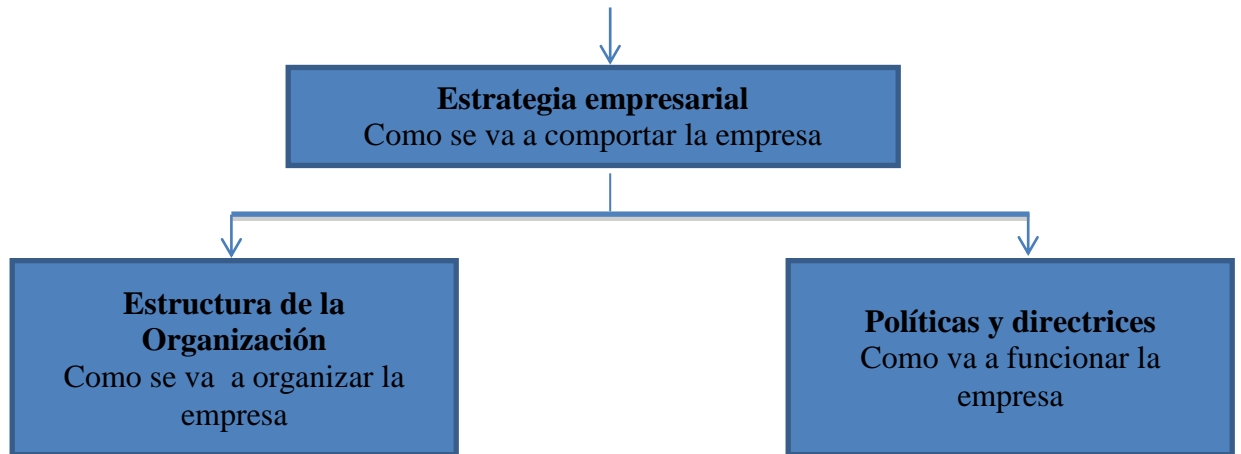 Estrategia empresarial
Como se va a comportar la empresa
Estructura de la
Organización
Como se va  a organizar la
empresa
Políticas y directrices
Como va a funcionar la
empresa